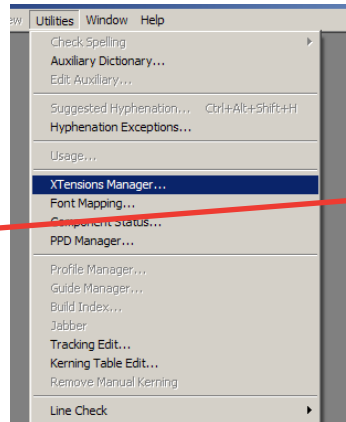 ew Utilities Window Help
Check Spelling
Auxiliary Dictionary...
Edit Auxiliary...
Suggested Hyphenation... Ctrl+Alt+Shift+H
Hyphenation Exceptions...
Usage...
XTensions Manager...
Font Mapping...
Component Status...
PPD Manager...
Profile Manager...
Guide Manager...
Build Index...
Jabber
Tracking Edit...
Kerning Table Edit...
Remove Manual Kerning
Line Check